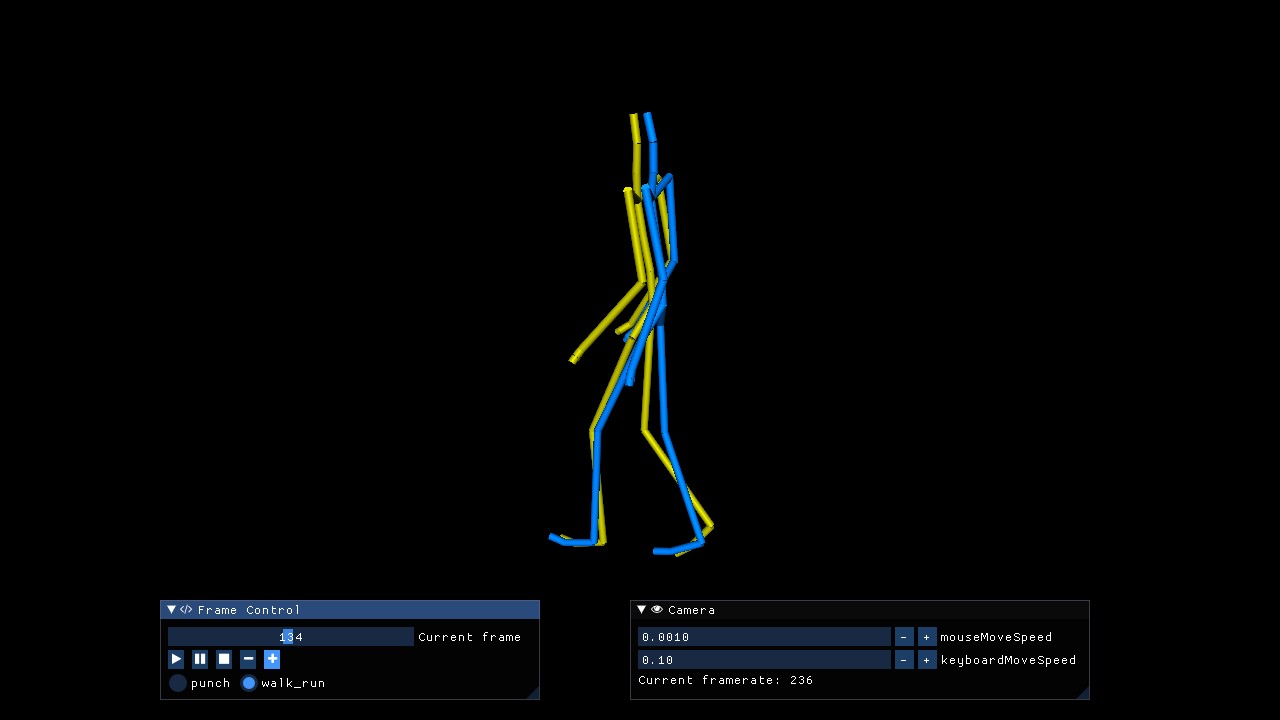 Frame Control
134 Current frame
punch walk_run
Camera
0.0010 - + mouseMoveSpeed
0.10 - + keyboardMoveSpeed
Current framerate: 236